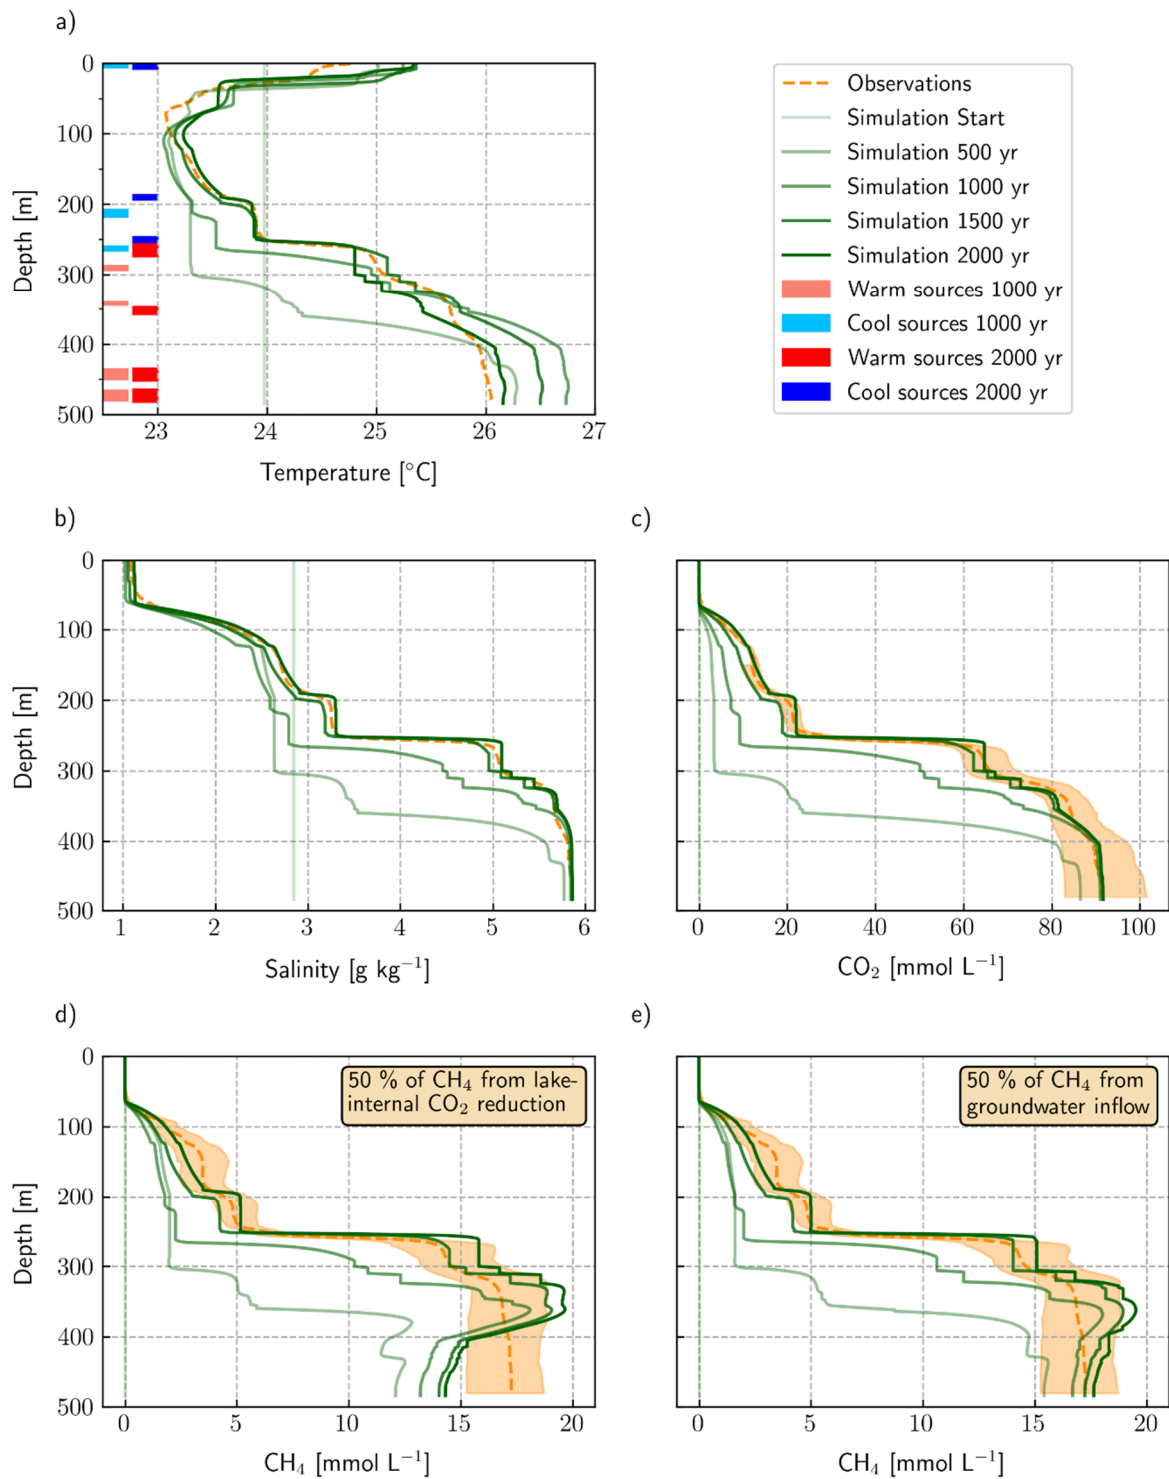 a)
0
100
200
300
400
500
Depth [m]
23
24
25
26
27
Temperature [°C]
Observations
Simulation Start
Simulation 500 yr
Simulation 1000 yr
Simulation 1500 yr
Simulation 2000 yr
Warm sources 1000 yr
Cool sources 1000 yr
Warm sources 2000 yr
Cool sources 2000 yr
b)
0
100
200
300
400
500
Depth [m]
1
2
3
4
5
6
Salinity [g kg⁻¹]
c)
0
20
40
60
80
100
CO₂ [mmol L⁻¹]
d)
50 % of CH₄ from lake-
internal CO₂ reduction
0
100
200
300
400
500
Depth [m]
0
5
10
15
20
CH₄ [mmol L⁻¹]
e)
50 % of CH₄ from
groundwater inflow
0
5
10
15
20
CH₄ [mmol L⁻¹]